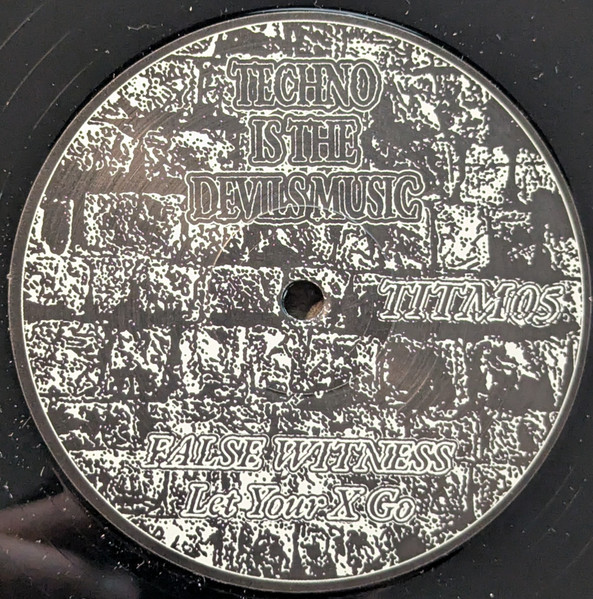 TECHNO
IS THE
DEVILS MUSIC
TITM05
FALSE WITNESS
Let Your X Go